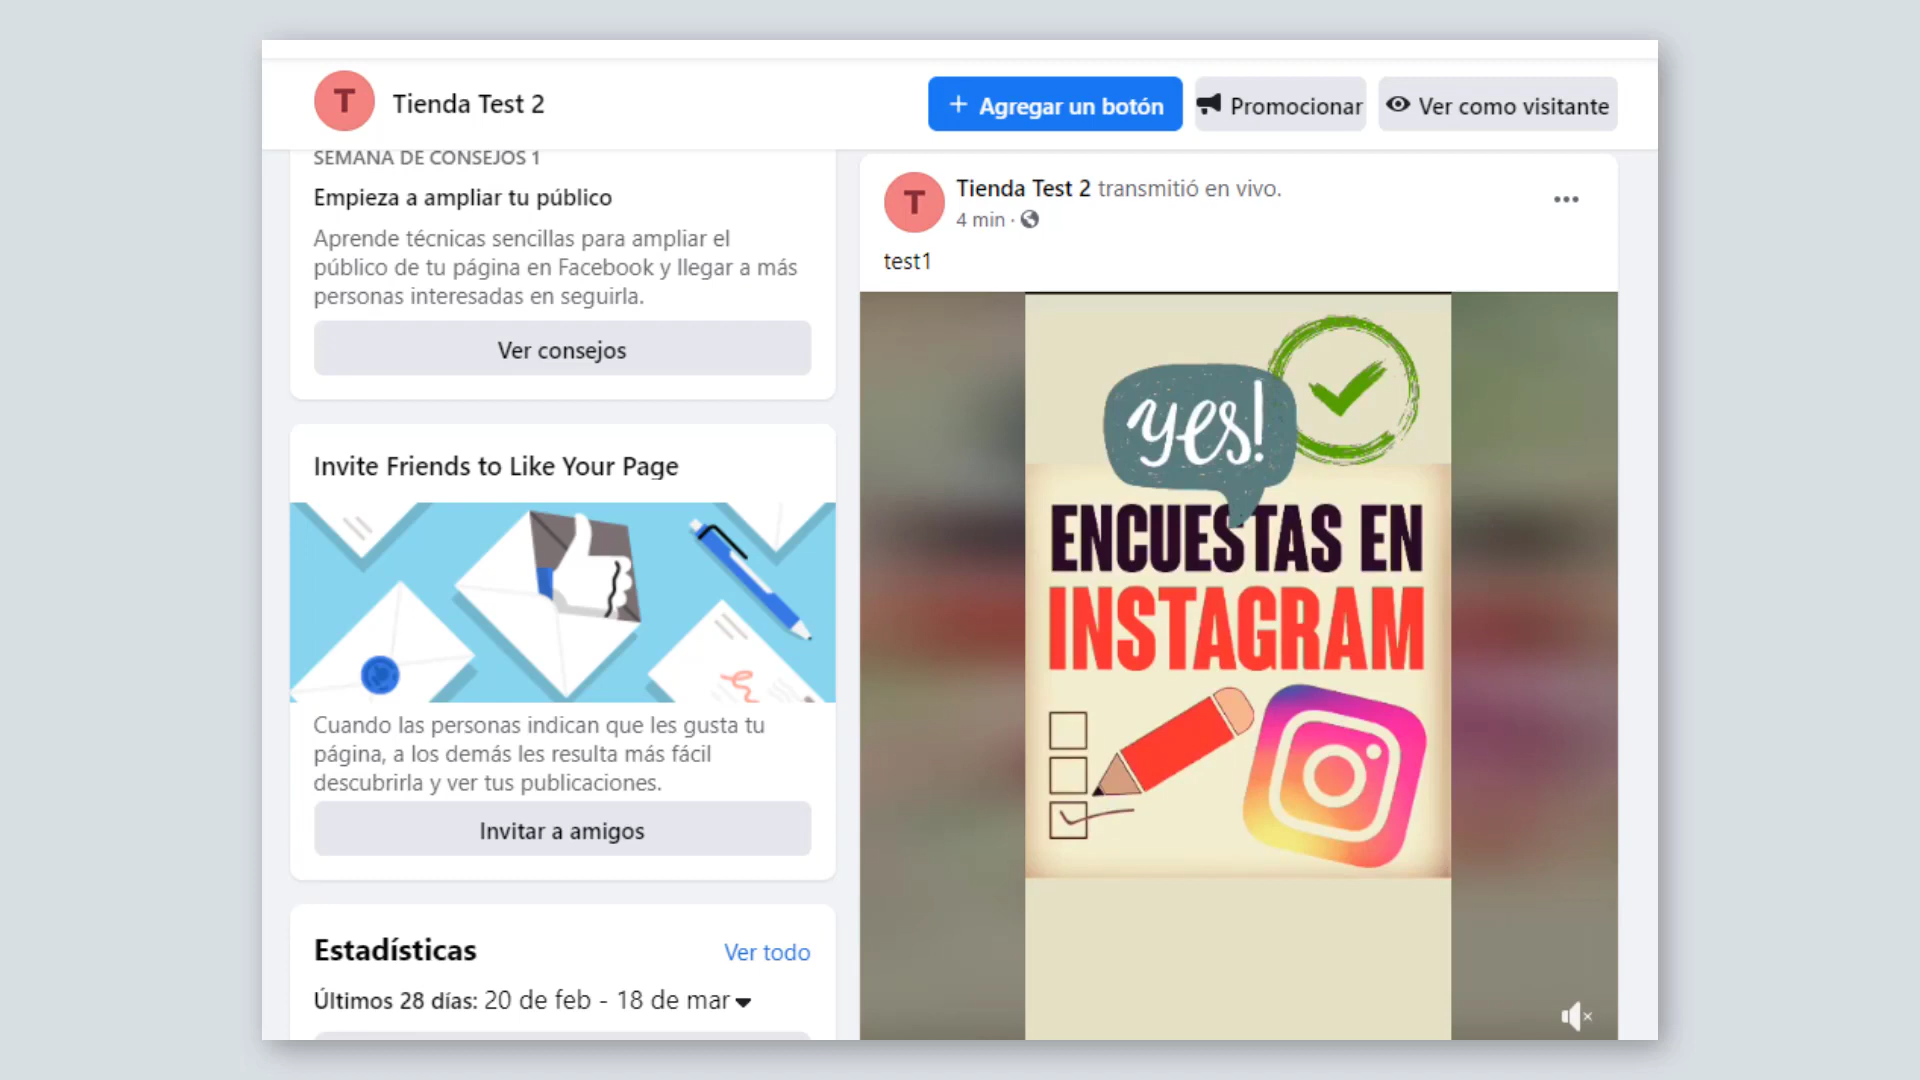 T
Tienda Test 2
+ Agregar un botón
Promocionar
Ver como visitante
SEMANA DE CONSEJOS 1
Empieza a ampliar tu público
Aprende técnicas sencillas para ampliar el
público de tu página en Facebook y llegar a más
personas interesadas en seguirla.
Ver consejos
Invite Friends to Like Your Page
Cuando las personas indican que les gusta tu
página, a los demás les resulta más fácil
descubrirla y ver tus publicaciones.
Invitar a amigos
Estadísticas
Ver todo
Últimos 28 días: 20 de feb - 18 de mar
T
Tienda Test 2 transmitió en vivo.
4 min ·
test1
yes!
ENCUESTAS EN
INSTAGRAM